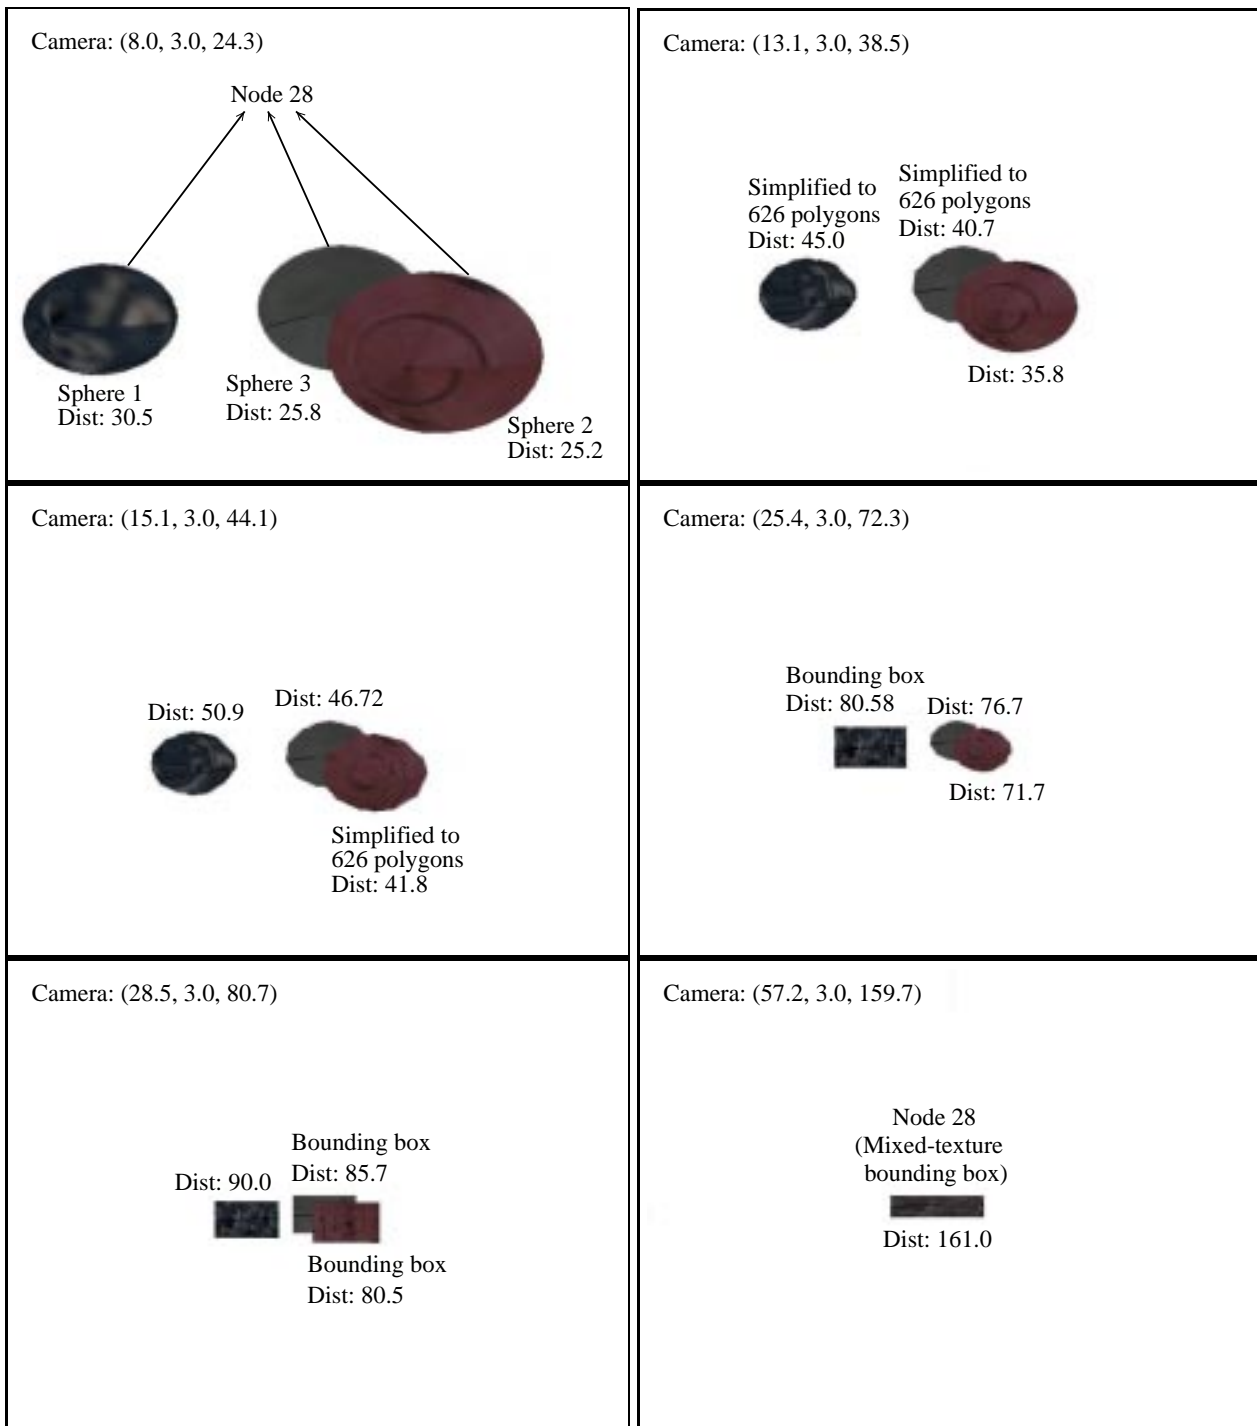 Camera: (8.0, 3.0, 24.3)
Node 28
Sphere 1
Dist: 30.5
Sphere 3
Dist: 25.8
Sphere 2
Dist: 25.2
Camera: (13.1, 3.0, 38.5)
Simplified to
626 polygons
Dist: 45.0
Simplified to
626 polygons
Dist: 40.7
Dist: 35.8
Camera: (15.1, 3.0, 44.1)
Dist: 50.9
Dist: 46.72
Simplified to
626 polygons
Dist: 41.8
Camera: (25.4, 3.0, 72.3)
Bounding box
Dist: 80.58
Dist: 76.7
Dist: 71.7
Camera: (28.5, 3.0, 80.7)
Dist: 90.0
Bounding box
Dist: 85.7
Bounding box
Dist: 80.5
Camera: (57.2, 3.0, 159.7)
Node 28
(Mixed-texture
bounding box)
Dist: 161.0